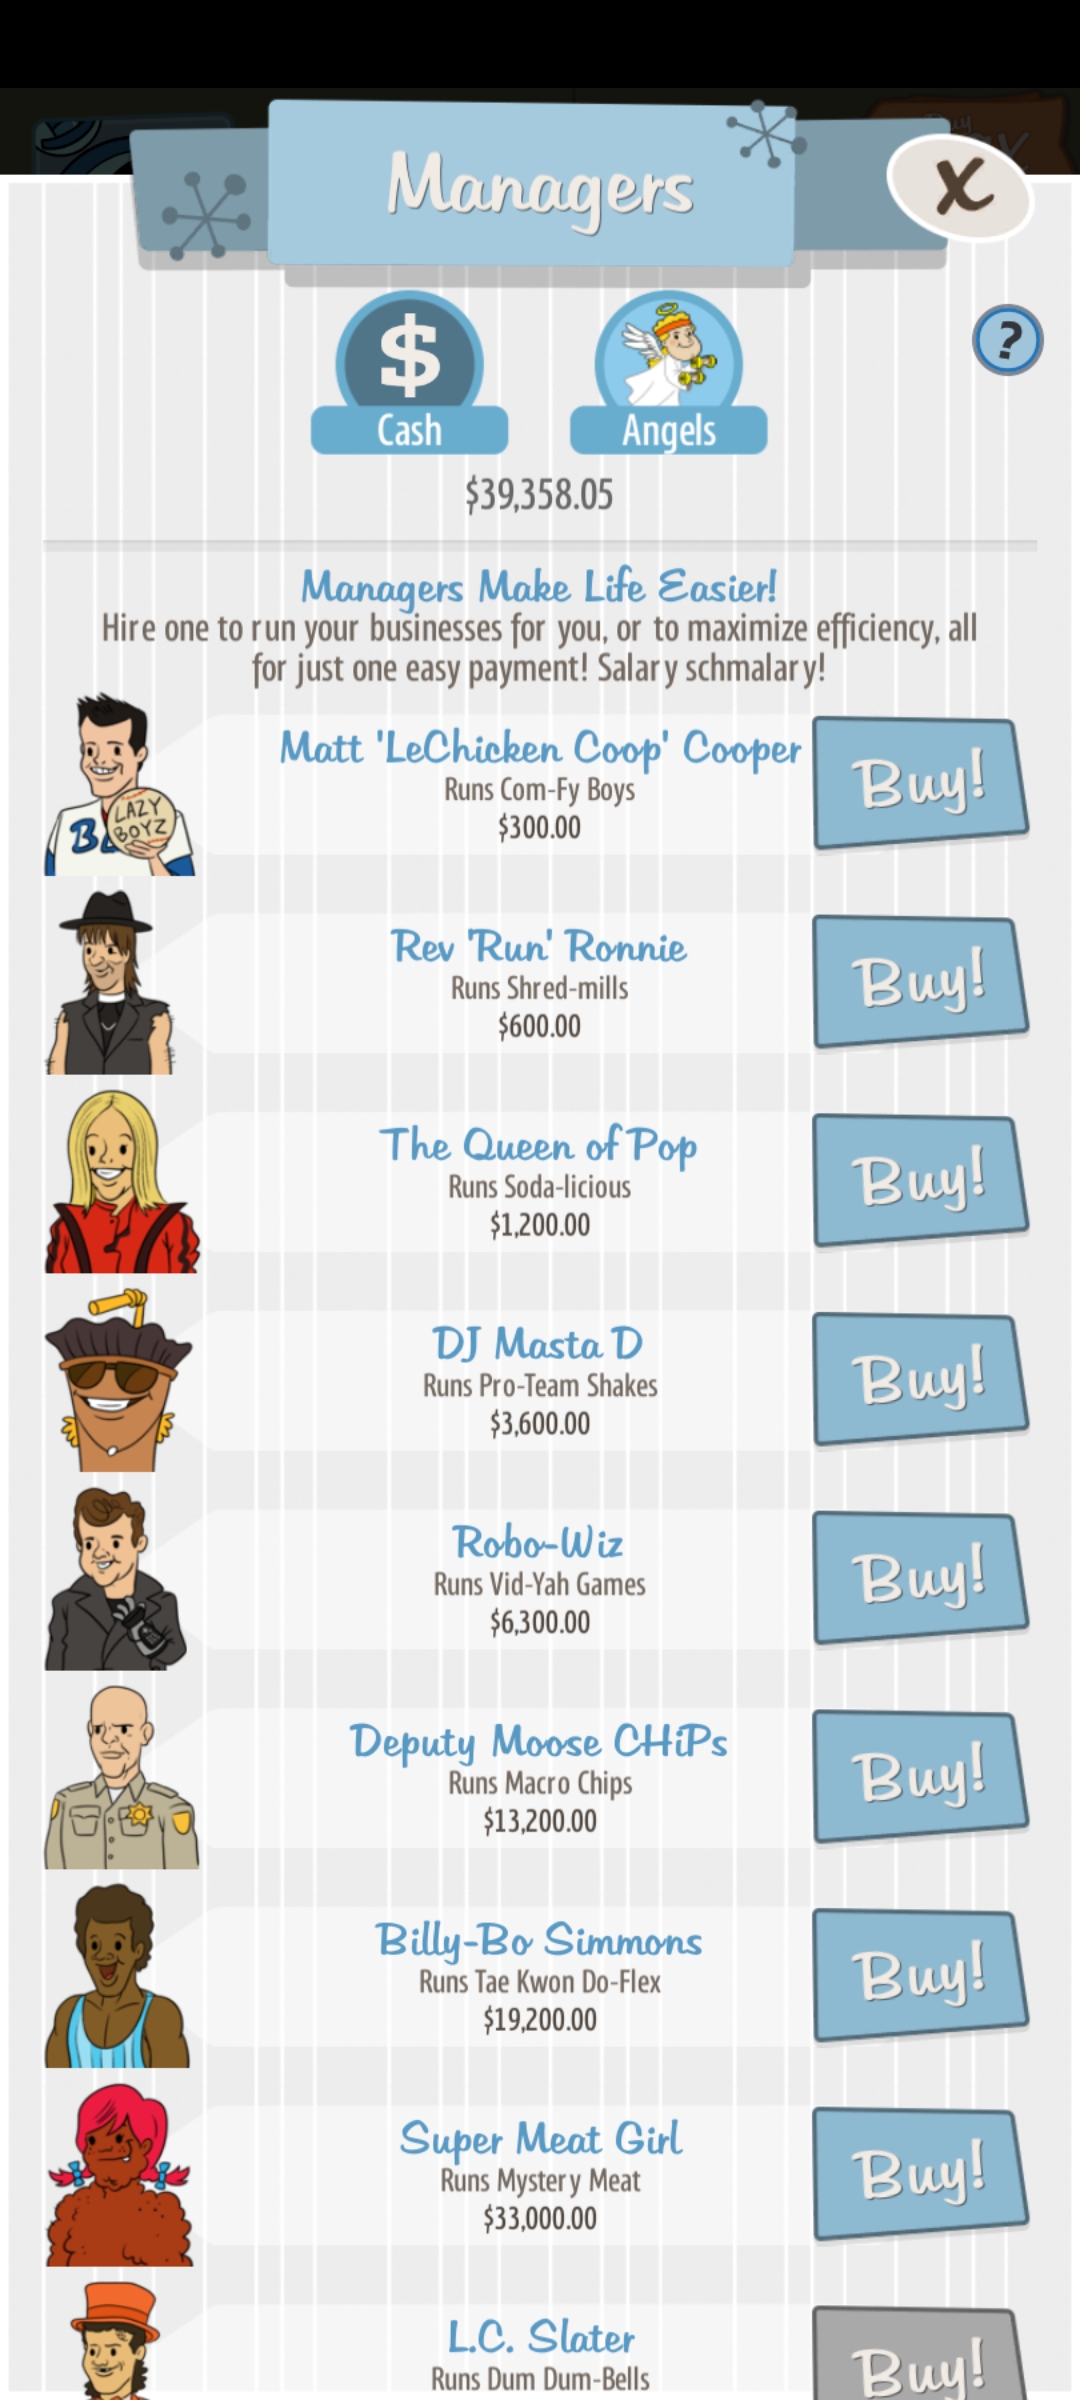 Managers
X
$
?
Cash
Angels
$39,358.05
Managers Make Life Easier!
Hire one to run your businesses for you, or to maximize efficiency, all
for just one easy payment! Salary schmalary!
Matt 'LeChicken Coop' Cooper
Runs Com-Fy Boys
$300.00
Buy!
LAZY
BOYZ
B
Rev 'Run' Ronnie
Runs Shred-mills
$600.00
Buy!
The Queen of Pop
Runs Soda-licious
$1,200.00
Buy!
DJ Masta D
Runs Pro-Team Shakes
$3,600.00
Buy!
Robo-Wiz
Runs Vid-Yah Games
$6,300.00
Buy!
Deputy Moose CHiPs
Runs Macro Chips
$13,200.00
Buy!
Billy-Bo Simmons
Runs Tae Kwon Do-Flex
$19,200.00
Buy!
Super Meat Girl
Runs Mystery Meat
$33,000.00
Buy!
L.C. Slater
Runs Dum Dum-Bells
Buy!